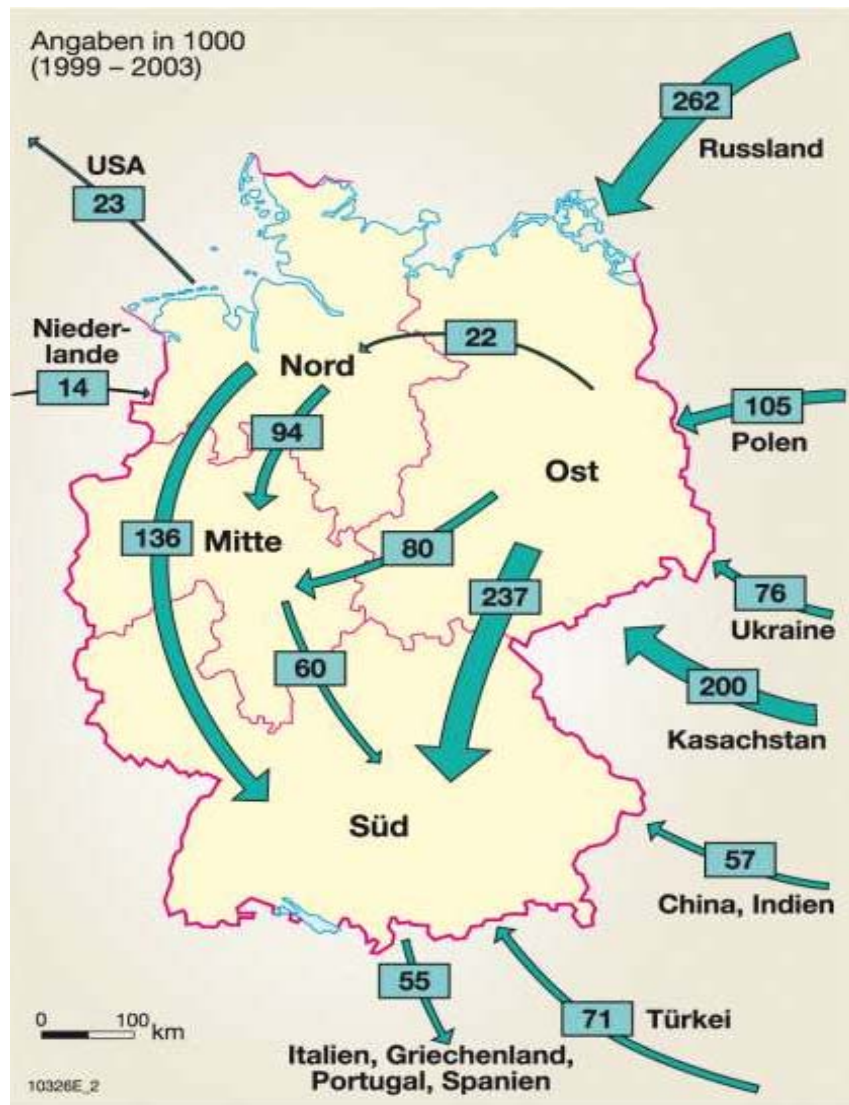 Angaben in 1000
(1999 – 2003)
262
Russland
USA
23
Nieder-
lande
14
22
Nord
94
105
Polen
Ost
136
Mitte
80
237
76
Ukraine
60
200
Kasachstan
Süd
57
China, Indien
55
71
Türkei
0 100 km
Italien, Griechenland,
Portugal, Spanien
10326E_2